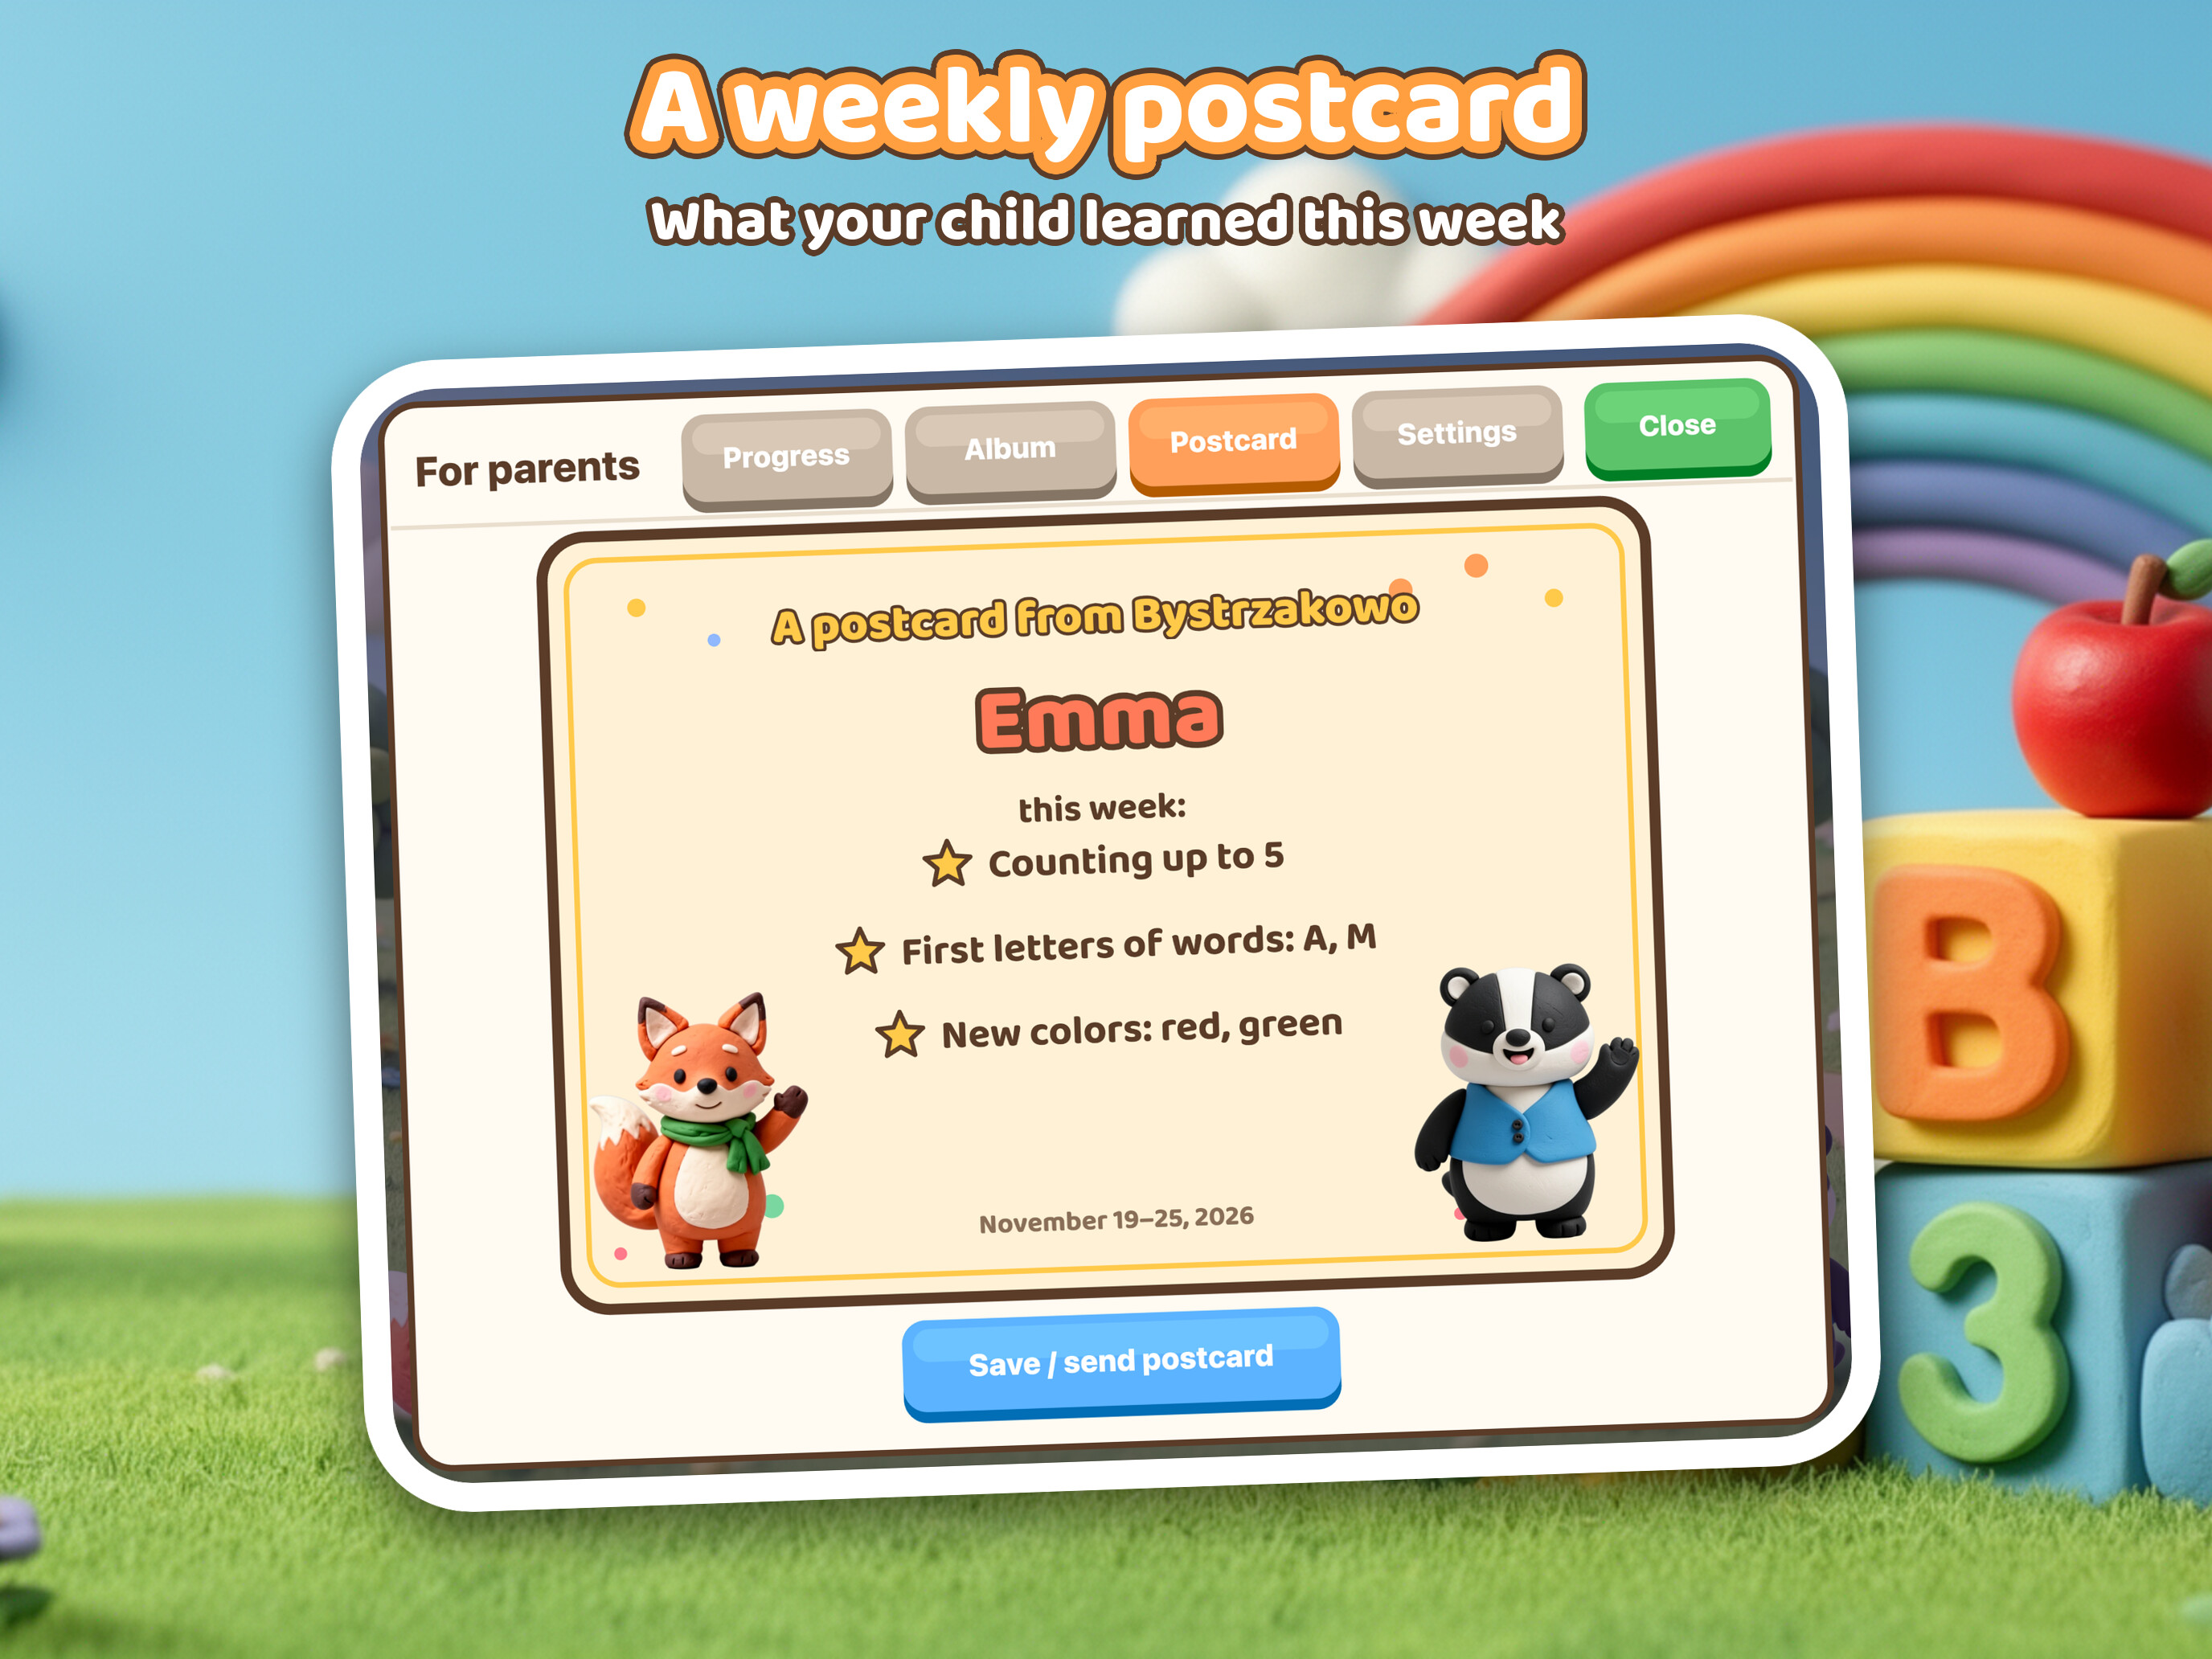 A weekly postcard
What your child learned this week
For parents
Progress
Album
Postcard
Settings
Close
A postcard from Bystrzakowo
Emma
this week:
Counting up to 5
First letters of words: A, M
New colors: red, green
November 19–25, 2026
Save / send postcard
B
3